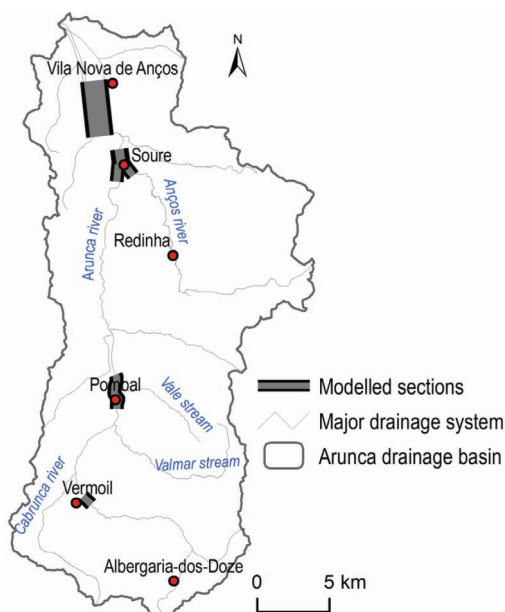 N
Vila Nova de Anços
Soure
Anços river
Arunca river
Redinha
Pombal
Vale stream
Valmar stream
Cabrunca river
Vermoil
Albergaria-dos-Doze
Modelled sections
Major drainage system
Arunca drainage basin
0 5 km